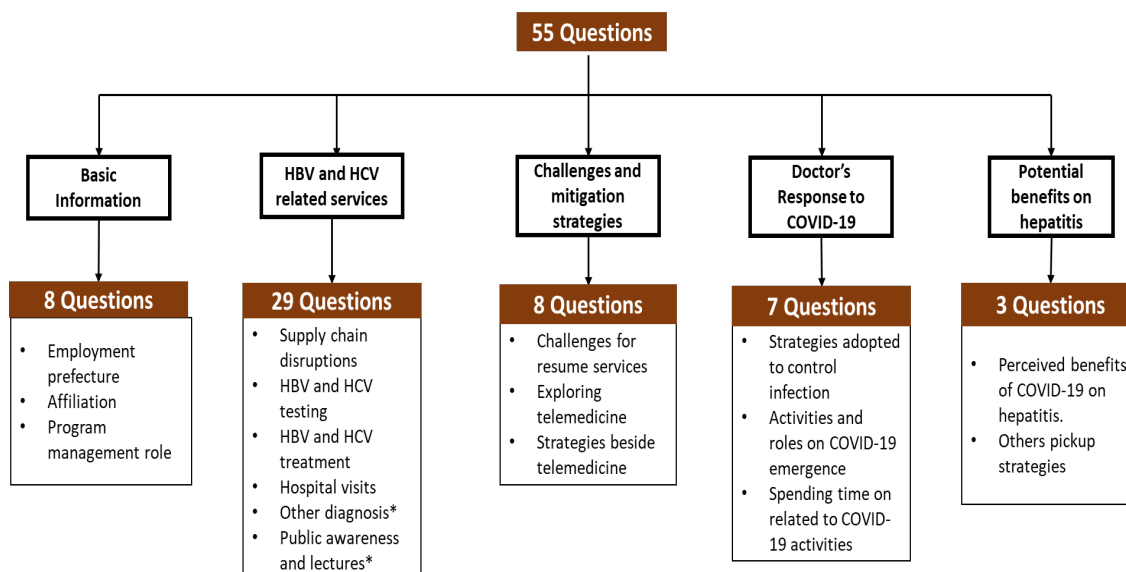 55 Questions
Basic
Information
HBV and HCV
related services
Challenges and
mitigation
strategies
Doctor's
Response to
COVID-19
Potential
benefits on
hepatitis
8 Questions
• Employment
prefecture
• Affiliation
• Program
management role
29 Questions
• Supply chain
disruptions
• HBV and HCV
testing
• HBV and HCV
treatment
• Hospital visits
• Other diagnosis*
• Public awareness
and lectures*
8 Questions
• Challenges for
resume services
• Exploring
telemedicine
• Strategies beside
telemedicine
7 Questions
• Strategies adopted
to control
infection
• Activities and
roles on COVID-19
emergence
• Spending time on
related to COVID-
19 activities
3 Questions
• Perceived benefits
of COVID-19 on
hepatitis.
• Others pickup
strategies